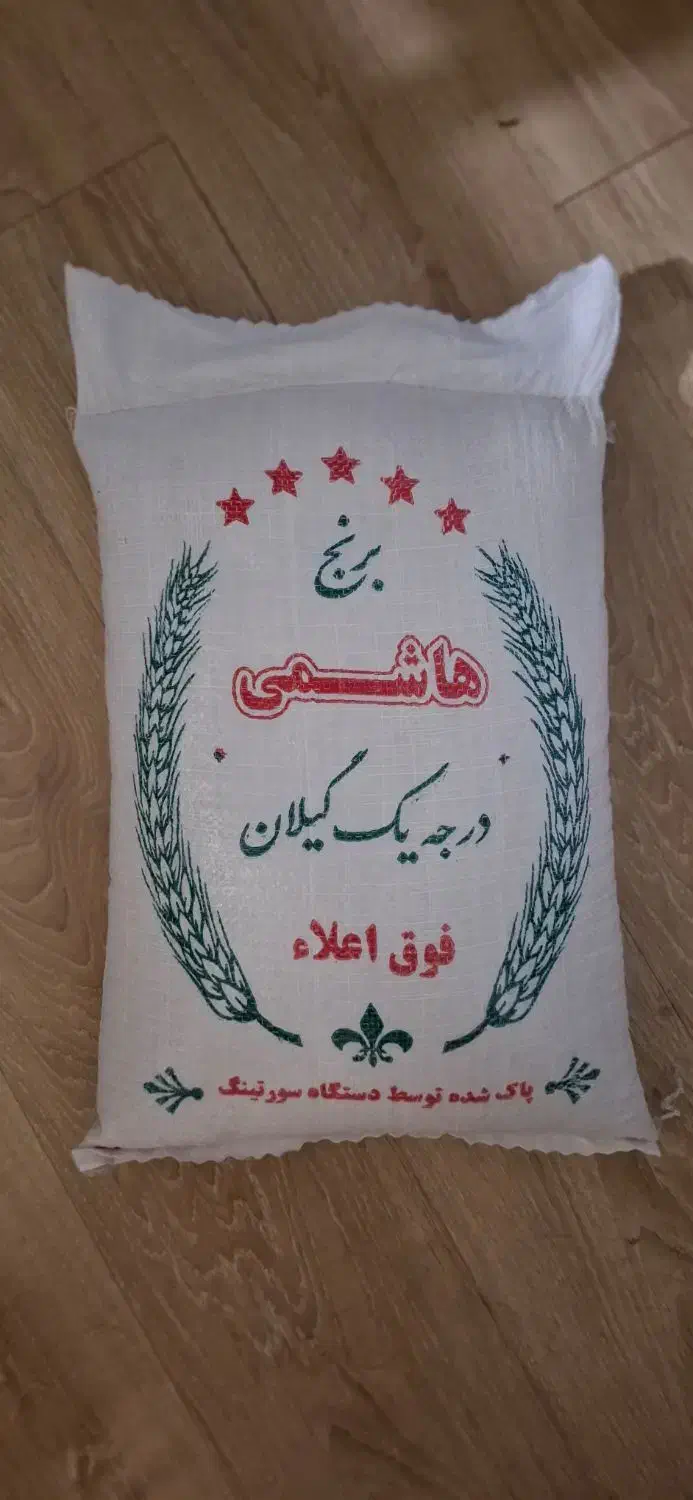 برنج
هاشمی
درجه یک گیلان
فوق اعلاء
پاک شده توسط دستگاه سورتینگ